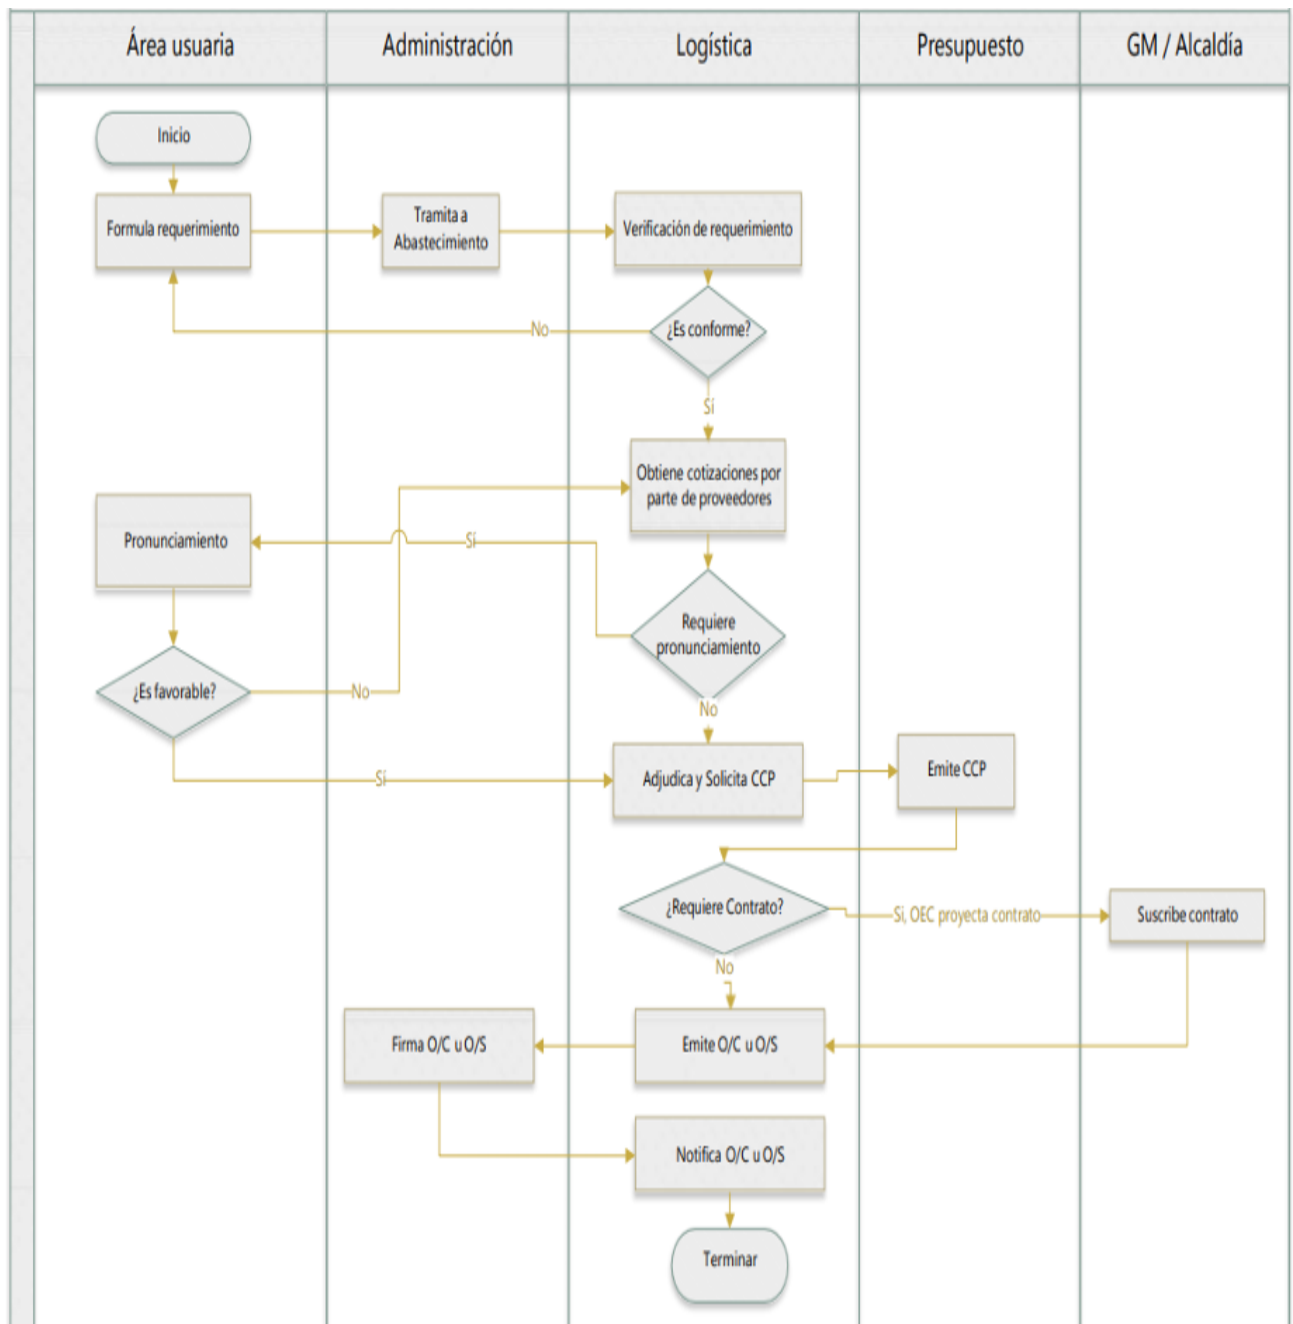 Área usuaria
Administración
Logística
Presupuesto
GM / Alcaldía
Inicio
Formula requerimiento
Tramita a
Abastecimiento
Verificación de requerimiento
¿Es conforme?
No
Sí
Obtiene cotizaciones por
parte de proveedores
Pronunciamiento
Sí
Requiere
pronunciamiento
¿Es favorable?
No
No
Sí
Adjudica y Solicita CCP
Emite CCP
¿Requiere Contrato?
Si, OEC proyecta contrato
Suscribe contrato
No
Firma O/C u O/S
Emite O/C u O/S
Notifica O/C u O/S
Terminar